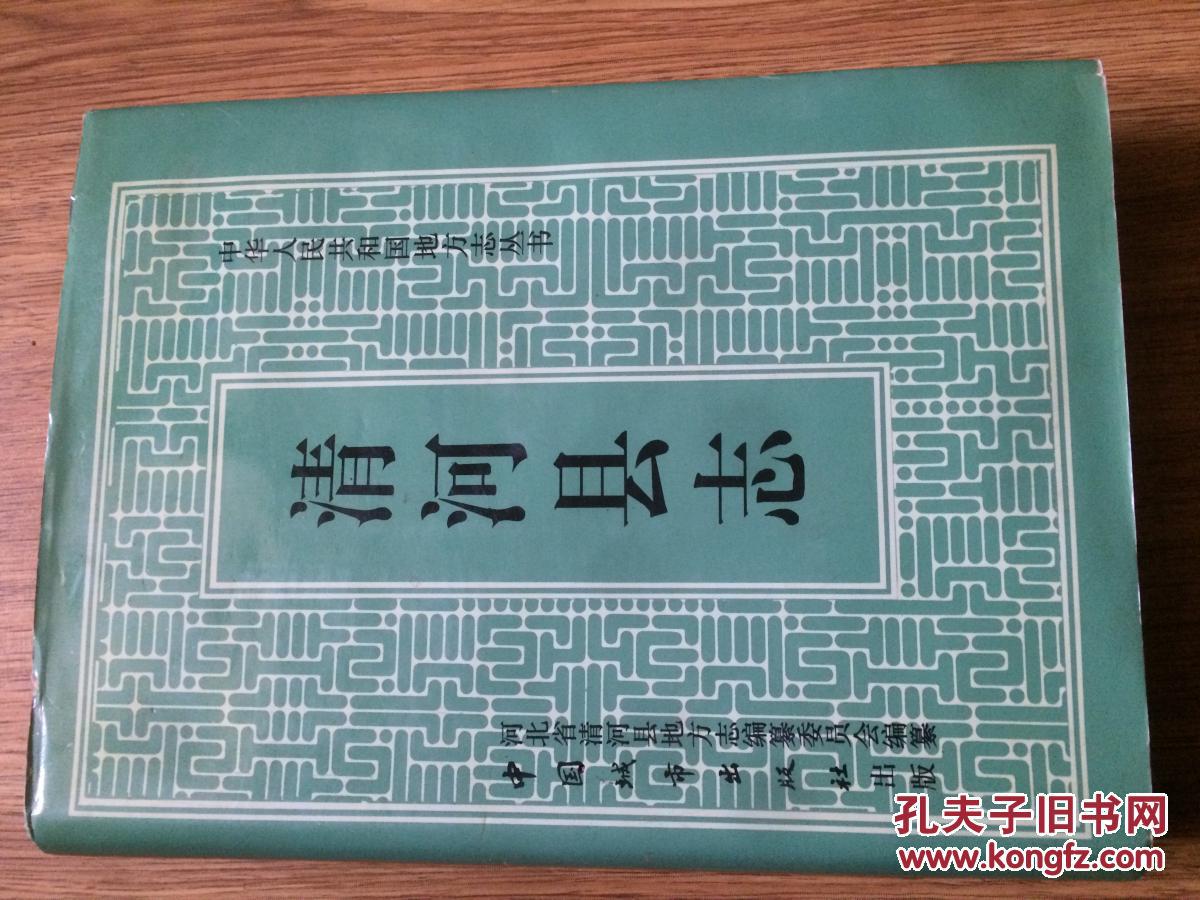 中华人民共和国地方志丛书
清河县志
河北省清河县地方志编纂委员会编纂
中国城市出版社出版
孔夫子旧书网
www.kongfz.com